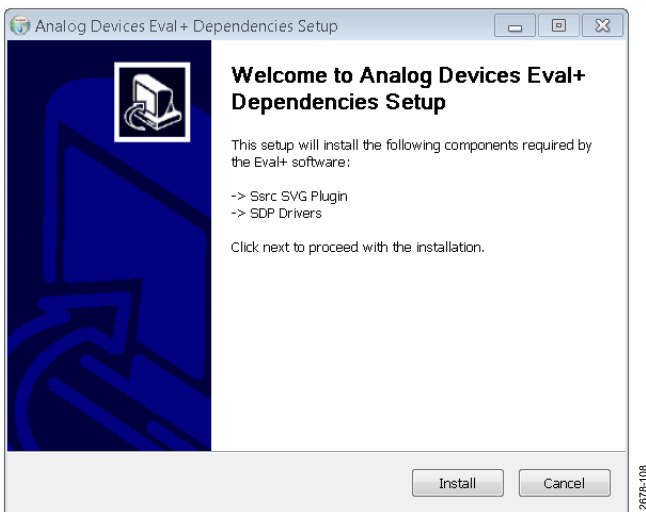 Analog Devices Eval+ Dependencies Setup
Welcome to Analog Devices Eval+
Dependencies Setup
This setup will install the following components required by
the Eval+ software:
-> Ssrc SVG Plugin
-> SDP Drivers
Click next to proceed with the installation.
Install
Cancel
2678-108